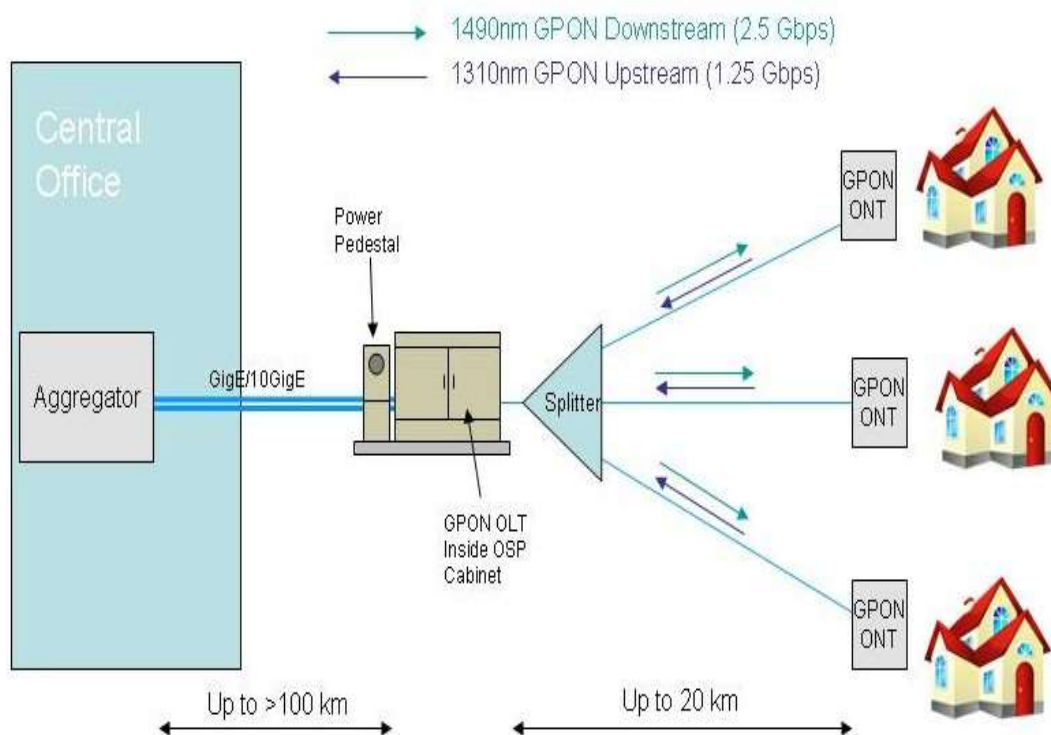 1490nm GPON Downstream (2.5 Gbps)
1310nm GPON Upstream (1.25 Gbps)
Central
Office
GPON
ONT
Power
Pedestal
GigE/10GigE
Aggregator
Splitter
GPON
ONT
GPON OLT
Inside OSP
Cabinet
GPON
ONT
Up to >100 km
Up to 20 km